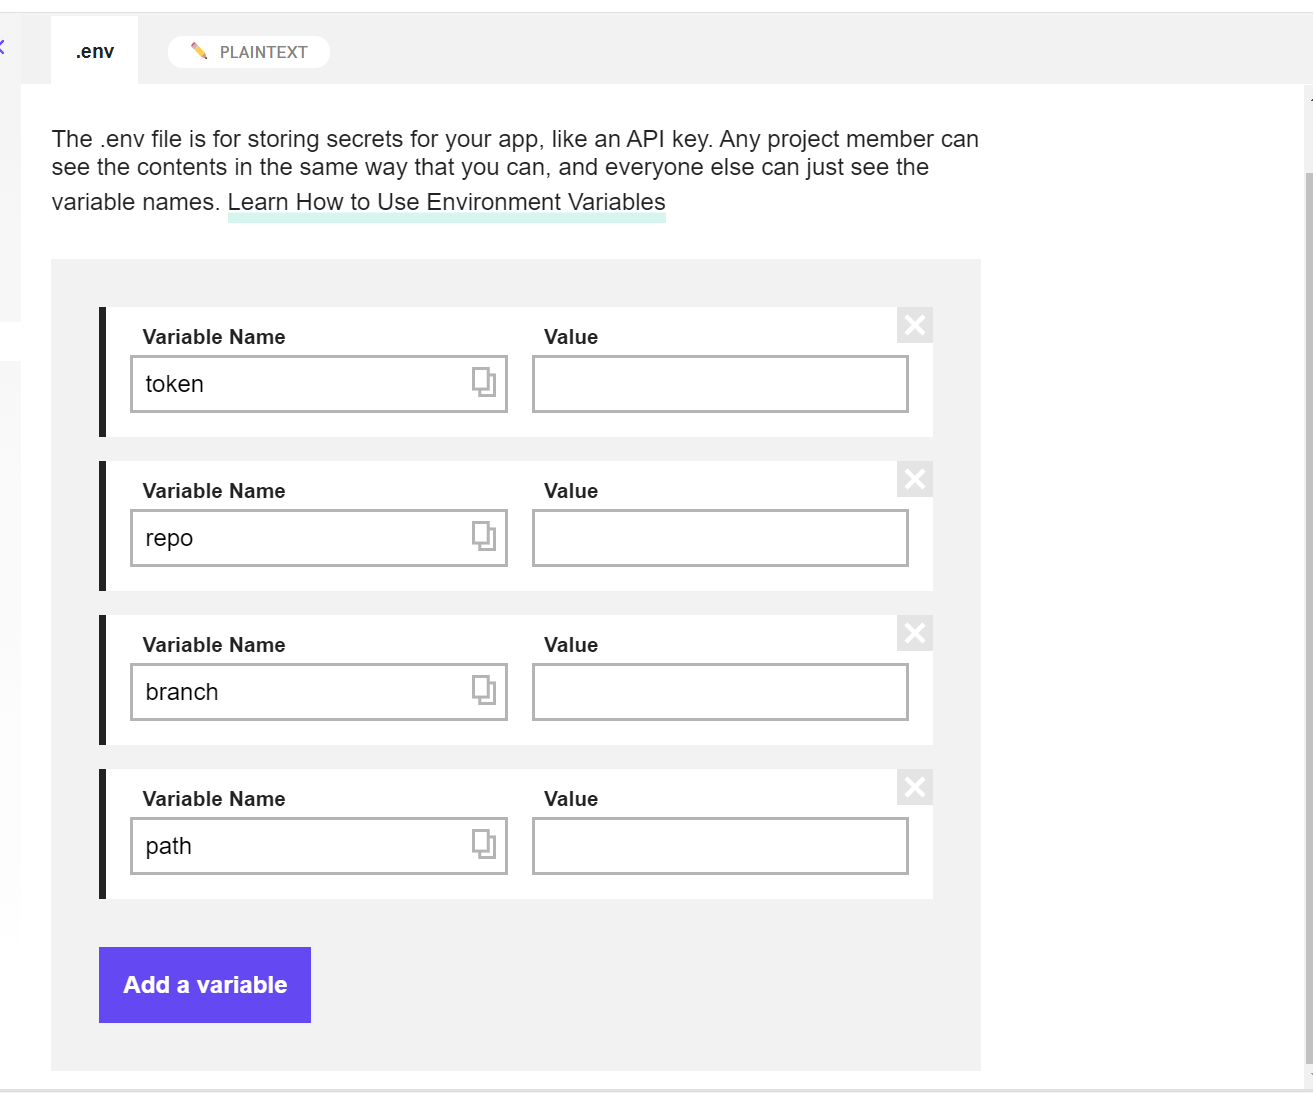 .env
PLAINTEXT
The .env file is for storing secrets for your app, like an API key. Any project member can
see the contents in the same way that you can, and everyone else can just see the
variable names. Learn How to Use Environment Variables
Variable Name Value
token
Variable Name Value
repo
Variable Name Value
branch
Variable Name Value
path
Add a variable